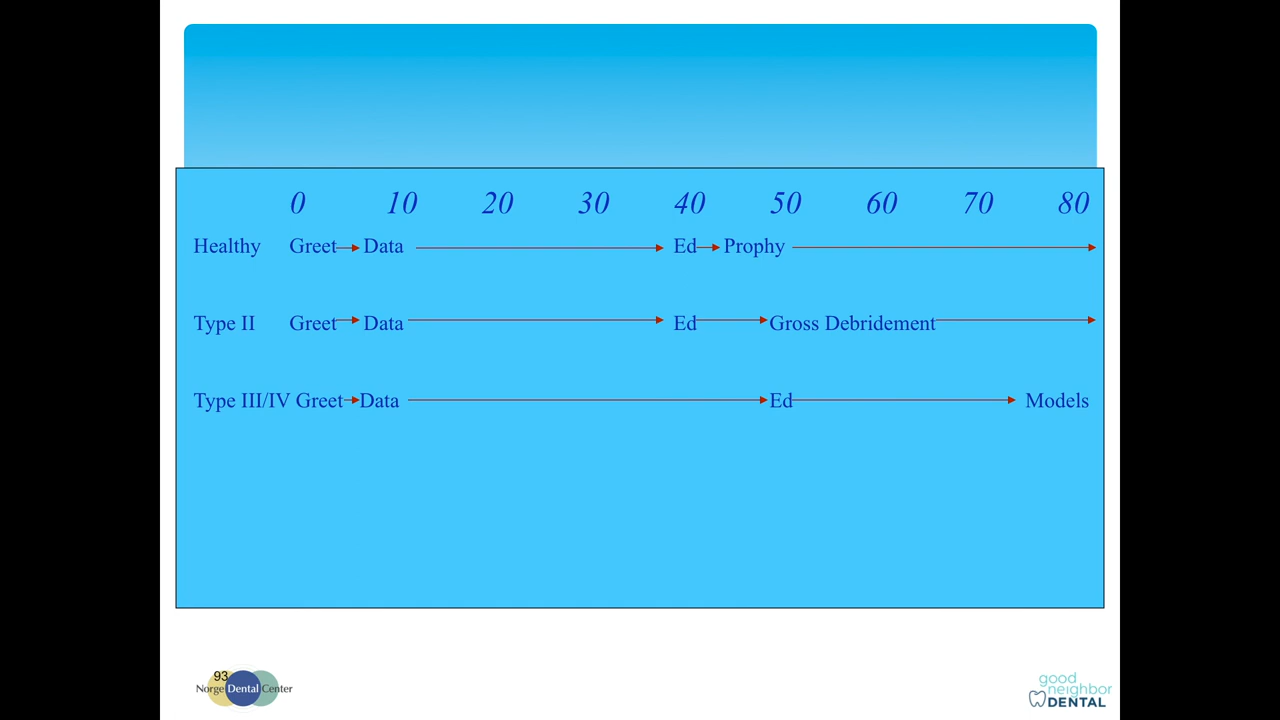 0 10 20 30 40 50 60 70 80
Healthy Greet Data Ed Prophy
Type II Greet Data Ed Gross Debridement
Type III/IV Greet Data Ed Models
93
Norge Dental Center
good
neighbor
DENTAL